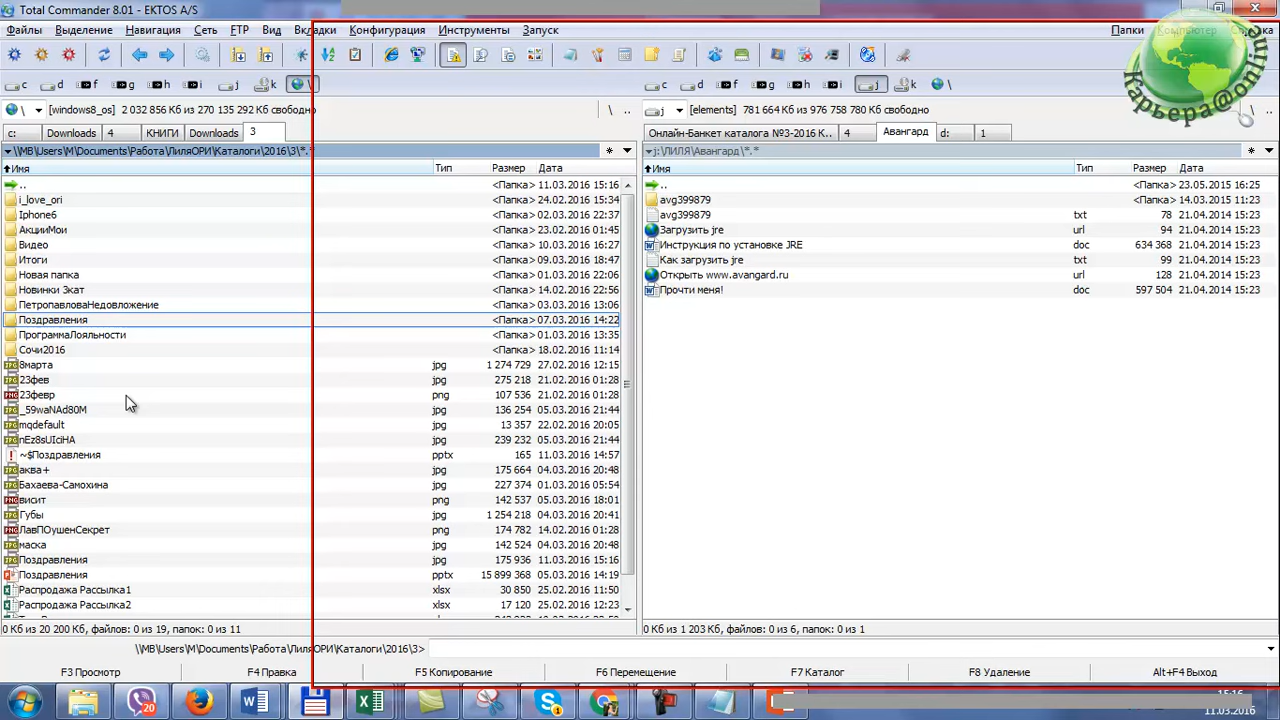 Total Commander 8.01 - EKTOS A/S
Файлы Выделение Навигация Сеть FTP Вид Вкладки Конфигурация Инструменты Запуск Папки Компьютер
Карьера@online
c d f g h i j k \ c d f g h i j k \
\ [windows8_os] 2 032 856 Кб из 270 135 292 Кб свободно \ .. j [elements] 781 664 Кб из 976 758 780 Кб свободно \ ..
c: Downloads 4 КНИГИ Downloads 3 Онлайн-Банкет каталога №3-2016 К... 4 Авангард d: 1
\\MB\Users\M\Documents\Работа\ЛиляОРИ\Каталоги\2016\3\*.* * j:\ЛИЛЯ\Авангард\*.* *
Имя Тип Размер Дата Имя Тип Размер Дата
.. <Папка> 11.03.2016 15:16 .. <Папка> 23.05.2015 16:25
i_love_ori <Папка> 24.02.2016 15:34 avg399879 <Папка> 14.03.2015 11:23
Iphone6 <Папка> 02.03.2016 22:37 avg399879 txt 78 21.04.2014 15:23
АкцииМои <Папка> 23.02.2016 01:45 Загрузить jre url 94 21.04.2014 15:23
Видео <Папка> 10.03.2016 16:27 Инструкция по установке JRE doc 634 368 21.04.2014 15:23
Итоги <Папка> 09.03.2016 18:47 Как загрузить jre txt 99 21.04.2014 15:23
Новая папка <Папка> 01.03.2016 22:06 Открыть www.avangard.ru url 128 21.04.2014 15:23
Новинки 3кат <Папка> 14.02.2016 22:56 Прочти меня! doc 597 504 21.04.2014 15:23
ПетропавловаНедовложение <Папка> 03.03.2016 13:06
Поздравления <Папка> 07.03.2016 14:22
ПрограммаЛояльности <Папка> 01.03.2016 13:35
Сочи2016 <Папка> 18.02.2016 11:14
8марта jpg 1 274 729 27.02.2016 12:15
23фев jpg 275 218 21.02.2016 01:28
23февр png 107 536 21.02.2016 01:28
_59waNAd80M jpg 136 254 05.03.2016 21:44
mqdefault jpg 13 357 22.02.2016 20:05
nEz8sUIciHA jpg 239 232 05.03.2016 21:44
~$Поздравления pptx 165 11.03.2016 14:57
аква+ jpg 175 664 04.03.2016 20:48
Бахаева-Самохина jpg 227 374 01.03.2016 05:54
висит png 142 537 05.03.2016 18:01
Губы jpg 1 254 218 04.03.2016 20:41
ЛавПОушенСекрет png 174 782 14.02.2016 01:28
маска jpg 142 524 04.03.2016 20:48
Поздравления jpg 175 936 11.03.2016 15:16
Поздравления pptx 15 899 368 05.03.2016 14:19
Распродажа Рассылка1 xlsx 30 850 25.02.2016 11:50
Распродажа Рассылка2 xlsx 17 120 25.02.2016 12:23
0 Кб из 20 200 Кб, файлов: 0 из 19, папок: 0 из 11 0 Кб из 1 203 Кб, файлов: 0 из 6, папок: 0 из 1
\\MB\Users\M\Documents\Работа\ЛиляОРИ\Каталоги\2016\3>
F3 Просмотр F4 Правка F5 Копирование F6 Перемещение F7 Каталог F8 Удаление Alt+F4 Выход
20 1 15:16
11.03.2016